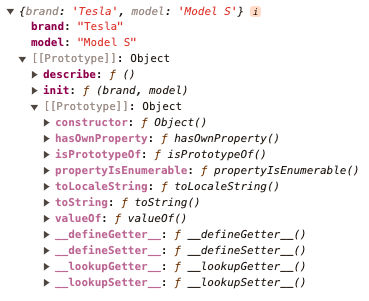 {brand: 'Tesla', model: 'Model S'} i
brand: "Tesla"
model: "Model S"
[[Prototype]]: Object
describe: ƒ ()
init: ƒ (brand, model)
[[Prototype]]: Object
constructor: ƒ Object()
hasOwnProperty: ƒ hasOwnProperty()
isPrototypeOf: ƒ isPrototypeOf()
propertyIsEnumerable: ƒ propertyIsEnumerable()
toLocaleString: ƒ toLocaleString()
toString: ƒ toString()
valueOf: ƒ valueOf()
__defineGetter__: ƒ __defineGetter__()
__defineSetter__: ƒ __defineSetter__()
__lookupGetter__: ƒ __lookupGetter__()
__lookupSetter__: ƒ __lookupSetter__()